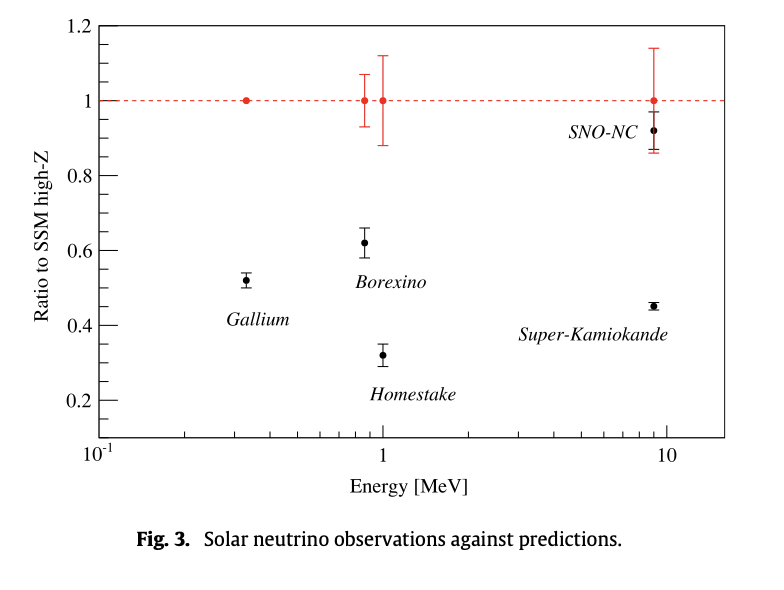 1.2
1
0.8
0.6
0.4
0.2
Ratio to SSM high-Z
SNO-NC
Borexino
Gallium
Super-Kamiokande
Homestake
10-1
1
10
Energy [MeV]
Fig. 3. Solar neutrino observations against predictions.